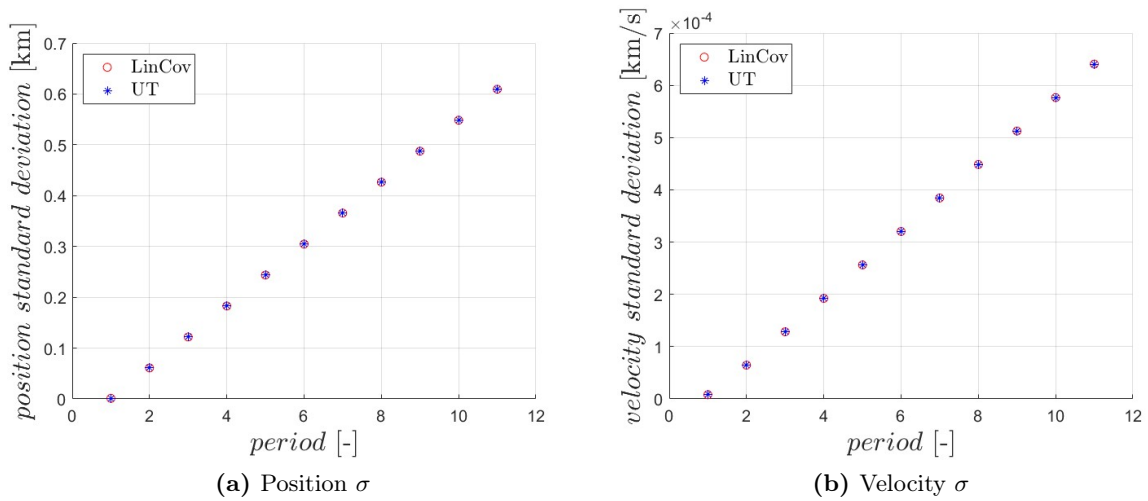 position standard deviation [km]
0.7
0.6
0.5
0.4
0.3
0.2
0.1
0
0 2 4 6 8 10 12
LinCov
UT
period [-]
(a) Position σ
velocity standard deviation [km/s]
×10⁻⁴
7
6
5
4
3
2
1
0
0 2 4 6 8 10 12
LinCov
UT
period [-]
(b) Velocity σ